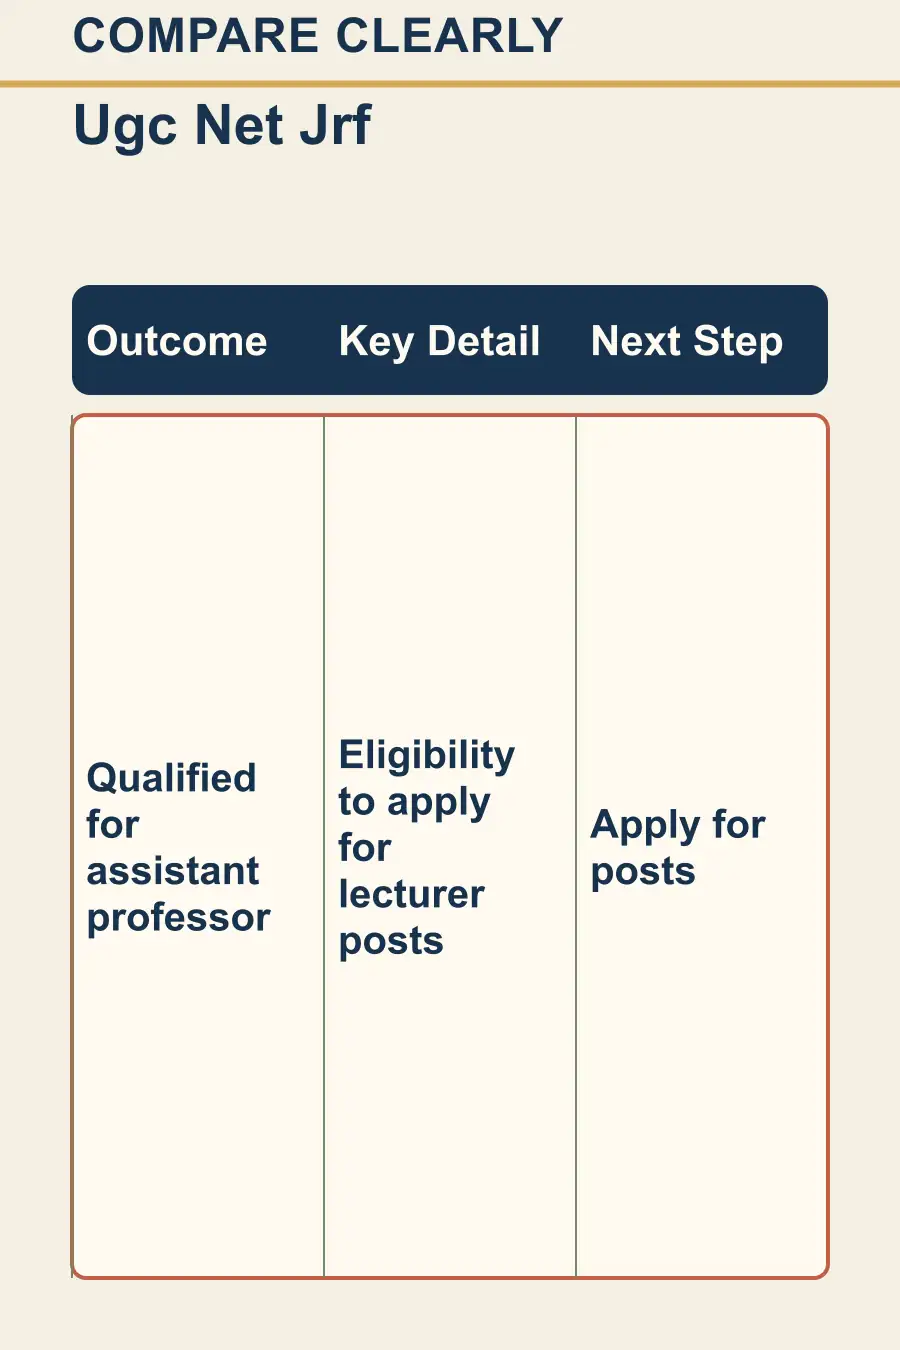 COMPARE CLEARLY
Ugc Net Jrf
Outcome
Key Detail
Next Step
Qualified
for
assistant
professor
Eligibility
to apply
for
lecturer
posts
Apply for
posts